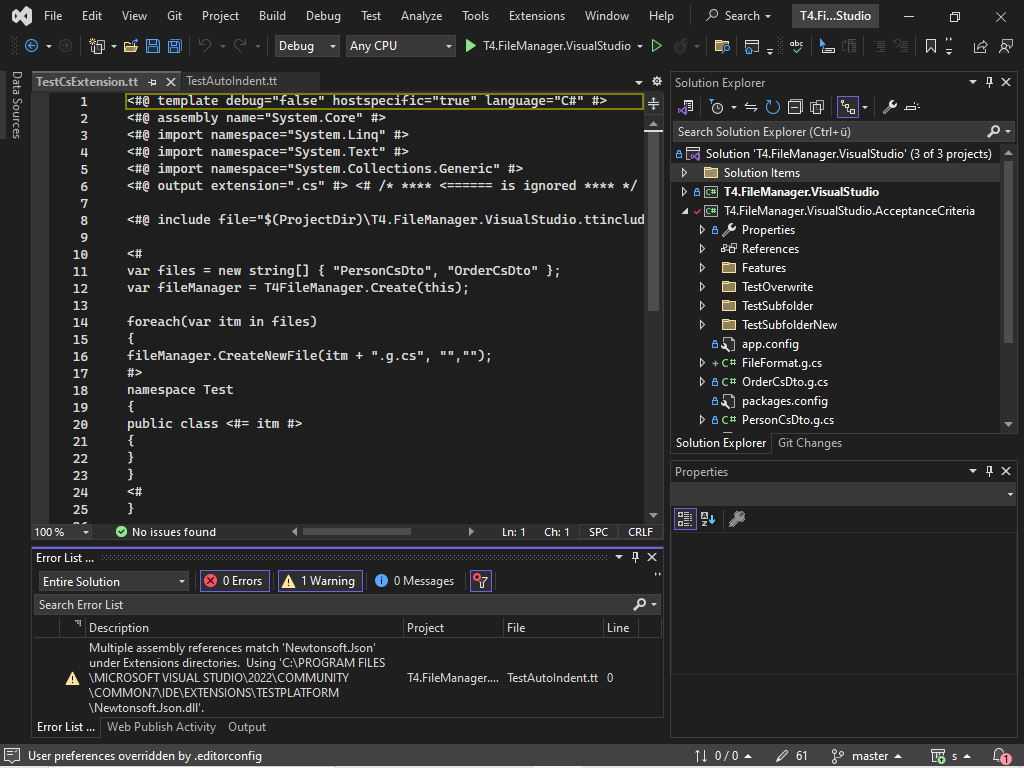 File Edit View Git Project Build Debug Test Analyze Tools Extensions Window Help Search T4.Fi...Studio
Debug Any CPU T4.FileManager.VisualStudio
Data Sources
TestCsExtension.tt TestAutoIndent.tt
1 <#@ template debug="false" hostspecific="true" language="C#" #>
2 <#@ assembly name="System.Core" #>
3 <#@ import namespace="System.Linq" #>
4 <#@ import namespace="System.Text" #>
5 <#@ import namespace="System.Collections.Generic" #>
6 <#@ output extension=".cs" #> <# /* **** <====== is ignored **** */
7
8 <#@ include file="$(ProjectDir)\T4.FileManager.VisualStudio.ttinclud
9
10 <#
11 var files = new string[] { "PersonCsDto", "OrderCsDto" };
12 var fileManager = T4FileManager.Create(this);
13
14 foreach(var itm in files)
15 {
16 fileManager.CreateNewFile(itm + ".g.cs", "","");
17 #>
18 namespace Test
19 {
20 public class <#= itm #>
21 {
22 }
23 }
24 <#
25 }
100 % No issues found Ln: 1 Ch: 1 SPC CRLF
Error List ...
Entire Solution 0 Errors 1 Warning 0 Messages
Search Error List
Description Project File Line
Multiple assembly references match 'Newtonsoft.Json'
under Extensions directories. Using 'C:\PROGRAM FILES
\MICROSOFT VISUAL STUDIO\2022\COMMUNITY T4.FileManager.... TestAutoIndent.tt 0
\COMMON7\IDE\EXTENSIONS\TESTPLATFORM
\Newtonsoft.Json.dll'.
Error List ... Web Publish Activity Output
Solution Explorer
Search Solution Explorer (Ctrl+ü)
Solution 'T4.FileManager.VisualStudio' (3 of 3 projects)
Solution Items
C# T4.FileManager.VisualStudio
C# T4.FileManager.VisualStudio.AcceptanceCriteria
Properties
References
Features
TestOverwrite
TestSubfolder
TestSubfolderNew
app.config
C# FileFormat.g.cs
C# OrderCsDto.g.cs
packages.config
C# PersonCsDto.g.cs
Solution Explorer Git Changes
Properties
User preferences overridden by .editorconfig 0 / 0 61 master s 1